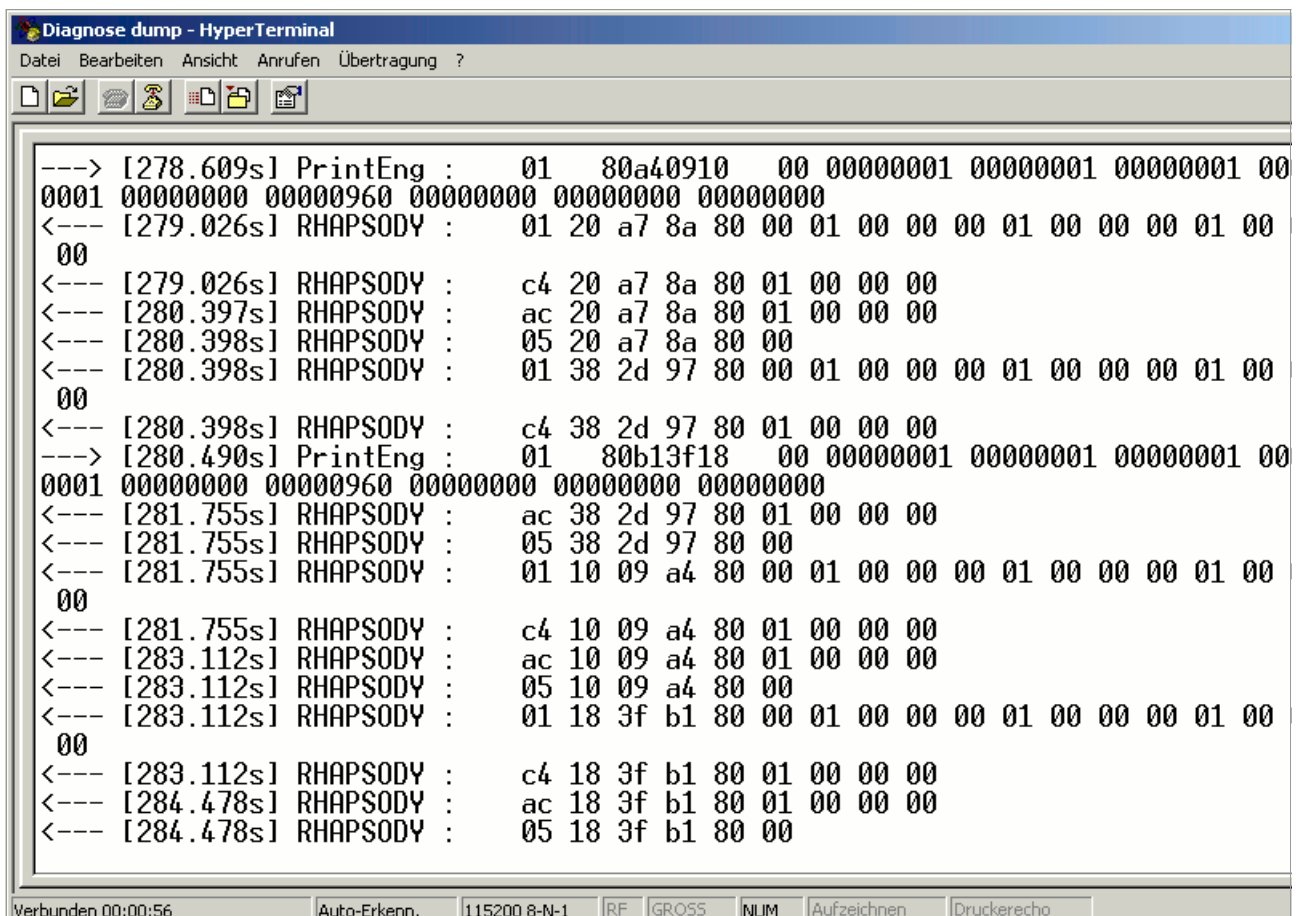 Diagnose dump - HyperTerminal
Datei Bearbeiten Ansicht Anrufen Übertragung ?
---> [278.609s] PrintEng : 01 80a40910 00 00000001 00000001 00000001 00
0001 00000000 00000960 00000000 00000000 00000000
<--- [279.026s] RHAPSODY : 01 20 a7 8a 80 00 01 00 00 00 01 00 00 00 01 00
00
<--- [279.026s] RHAPSODY : c4 20 a7 8a 80 01 00 00 00
<--- [280.397s] RHAPSODY : ac 20 a7 8a 80 01 00 00 00
<--- [280.398s] RHAPSODY : 05 20 a7 8a 80 00
<--- [280.398s] RHAPSODY : 01 38 2d 97 80 00 01 00 00 00 01 00 00 00 01 00
00
<--- [280.398s] RHAPSODY : c4 38 2d 97 80 01 00 00 00
---> [280.490s] PrintEng : 01 80b13f18 00 00000001 00000001 00000001 00
0001 00000000 00000960 00000000 00000000 00000000
<--- [281.755s] RHAPSODY : ac 38 2d 97 80 01 00 00 00
<--- [281.755s] RHAPSODY : 05 38 2d 97 80 00
<--- [281.755s] RHAPSODY : 01 10 09 a4 80 00 01 00 00 00 01 00 00 00 01 00
00
<--- [281.755s] RHAPSODY : c4 10 09 a4 80 01 00 00 00
<--- [283.112s] RHAPSODY : ac 10 09 a4 80 01 00 00 00
<--- [283.112s] RHAPSODY : 05 10 09 a4 80 00
<--- [283.112s] RHAPSODY : 01 18 3f b1 80 00 01 00 00 00 01 00 00 00 01 00
00
<--- [283.112s] RHAPSODY : c4 18 3f b1 80 01 00 00 00
<--- [284.478s] RHAPSODY : ac 18 3f b1 80 01 00 00 00
<--- [284.478s] RHAPSODY : 05 18 3f b1 80 00
Verbunden 00:00:56 Auto-Erkenn. 115200 8-N-1 RF GROSS NUM Aufzeichnen Druckerecho